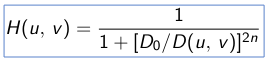 H(u, v) = 1 / (1 + [D₀/D(u, v)]²ⁿ)